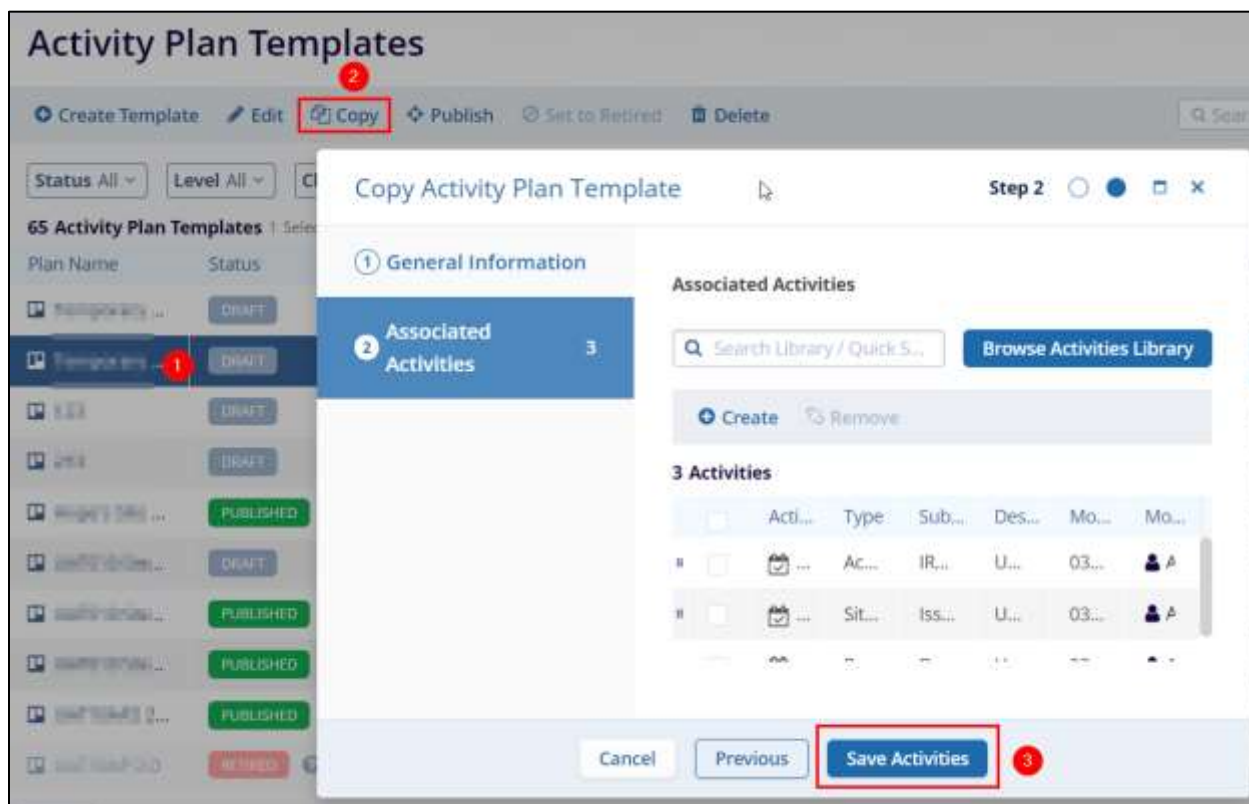 Activity Plan Templates
2
Create Template Edit Copy Publish Set to Retired Delete
Status All Level All
Copy Activity Plan Template Step 2
65 Activity Plan Templates 1
Plan Name Status
1 General Information
Associated Activities
DRAFT
2 Associated Activities 3
Search Library / Quick S... Browse Activities Library
1 DRAFT
Create Remove
DRAFT
3 Activities
DRAFT
Acti... Type Sub... Des... Mo... Mo...
PUBLISHED
... Ac... IR... U... 03... A
DRAFT
... Sit... Iss... U... 03... A
PUBLISHED
PUBLISHED
PUBLISHED
Cancel Previous Save Activities 3
RETIRED